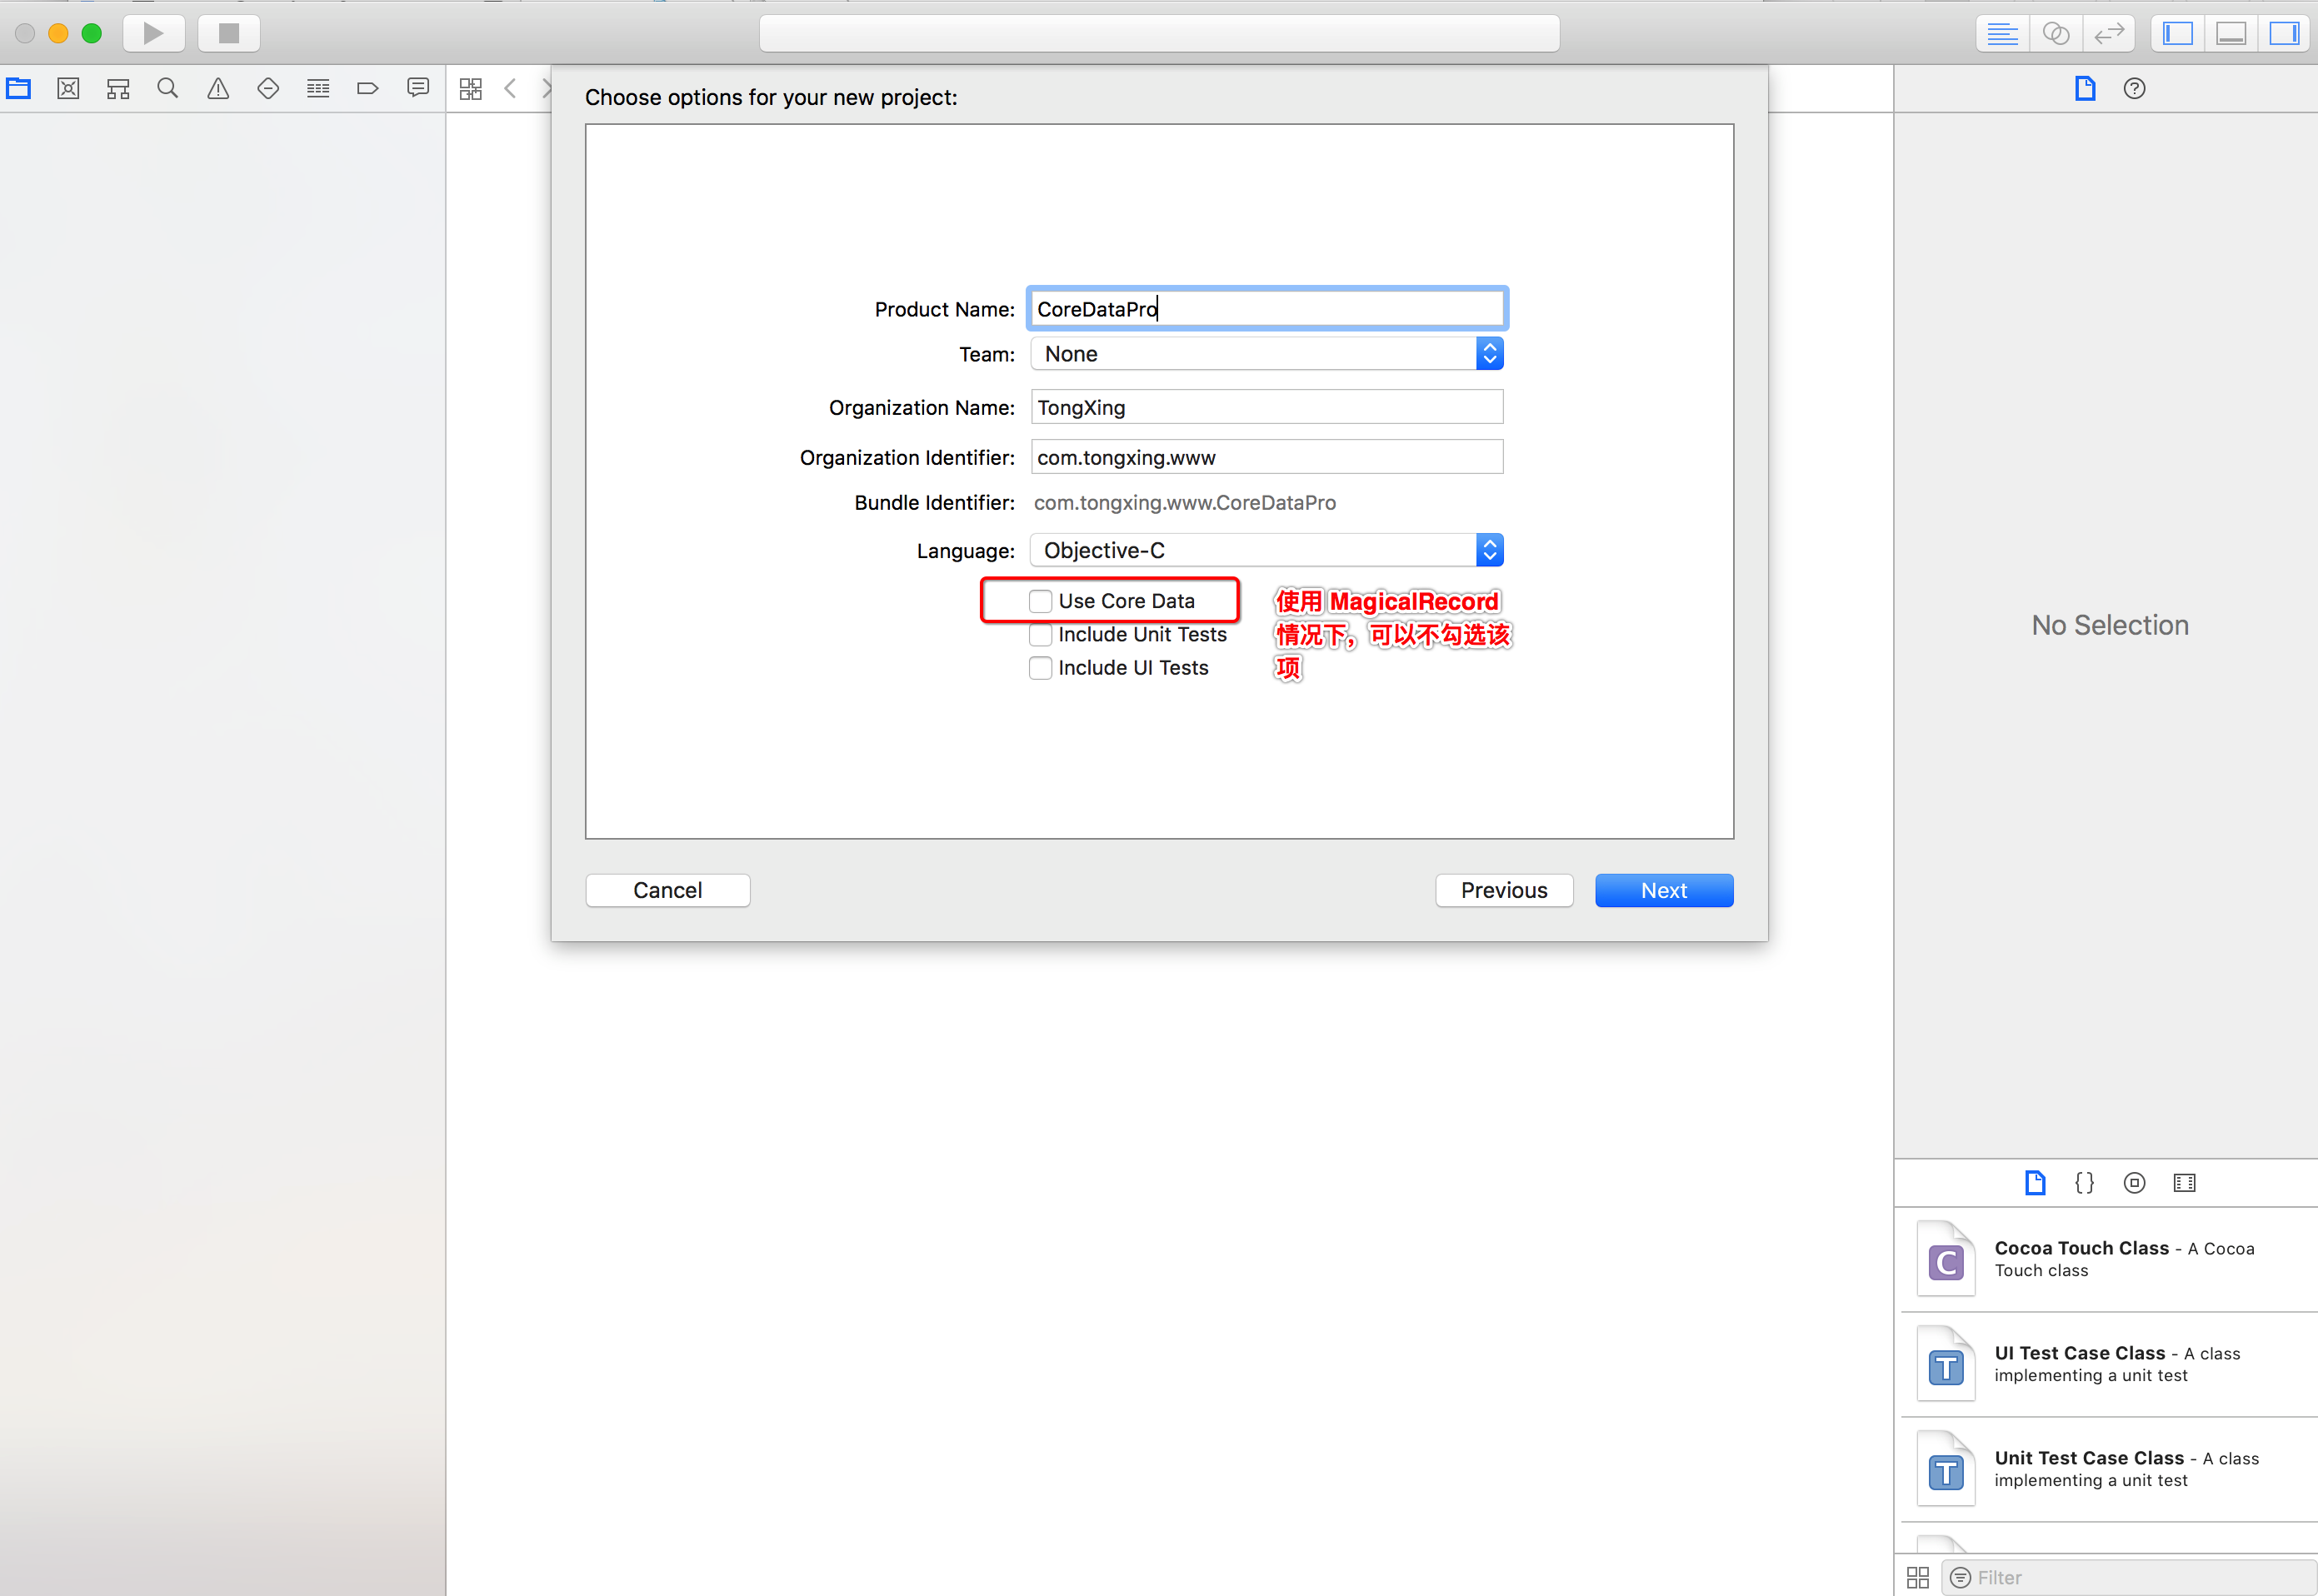 Choose options for your new project:
Product Name: CoreDataPro
Team: None
Organization Name: TongXing
Organization Identifier: com.tongxing.www
Bundle Identifier: com.tongxing.www.CoreDataPro
Language: Objective-C
Use Core Data
Include Unit Tests
Include UI Tests
使用 MagicalRecord
情况下，可以不勾选该
项
Cancel
Previous
Next
No Selection
C
Cocoa Touch Class - A Cocoa
Touch class
T
UI Test Case Class - A class
implementing a unit test
T
Unit Test Case Class - A class
implementing a unit test
Filter